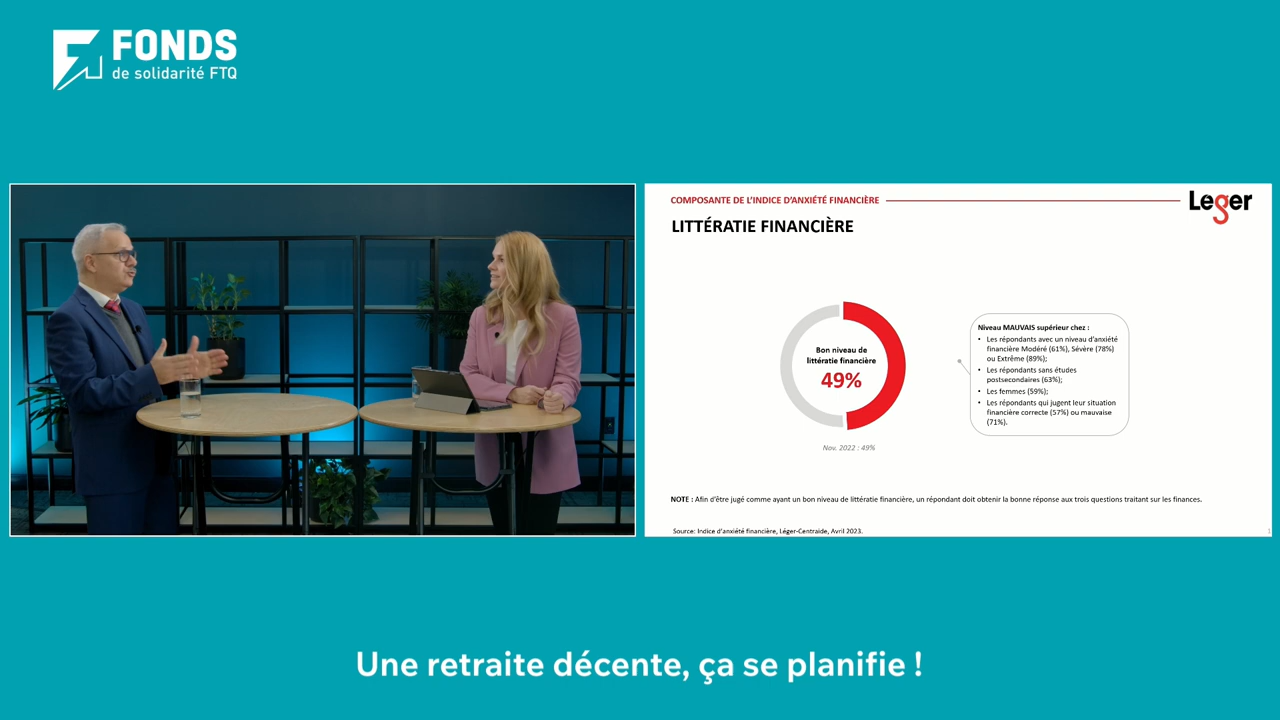 FONDS
de solidarité FTQ
COMPOSANTE DE L'INDICE D'ANXIÉTÉ FINANCIÈRE
Leger
LITTÉRATIE FINANCIÈRE
Bon niveau de
littératie financière
49%
Nov. 2022 : 49%
Niveau MAUVAIS supérieur chez :
• Les répondants avec un niveau d'anxiété
financière Modéré (61%), Sévère (78%)
ou Extrême (89%);
• Les répondants sans études
postsecondaires (63%);
• Les femmes (59%);
• Les répondants qui jugent leur situation
financière correcte (57%) ou mauvaise
(71%).
NOTE : Afin d'être jugé comme ayant un bon niveau de littératie financière, un répondant doit obtenir la bonne réponse aux trois questions traitant sur les finances.
Source: Indice d'anxiété financière, Léger-Centraide, Avril 2023.
Une retraite décente, ça se planifie !